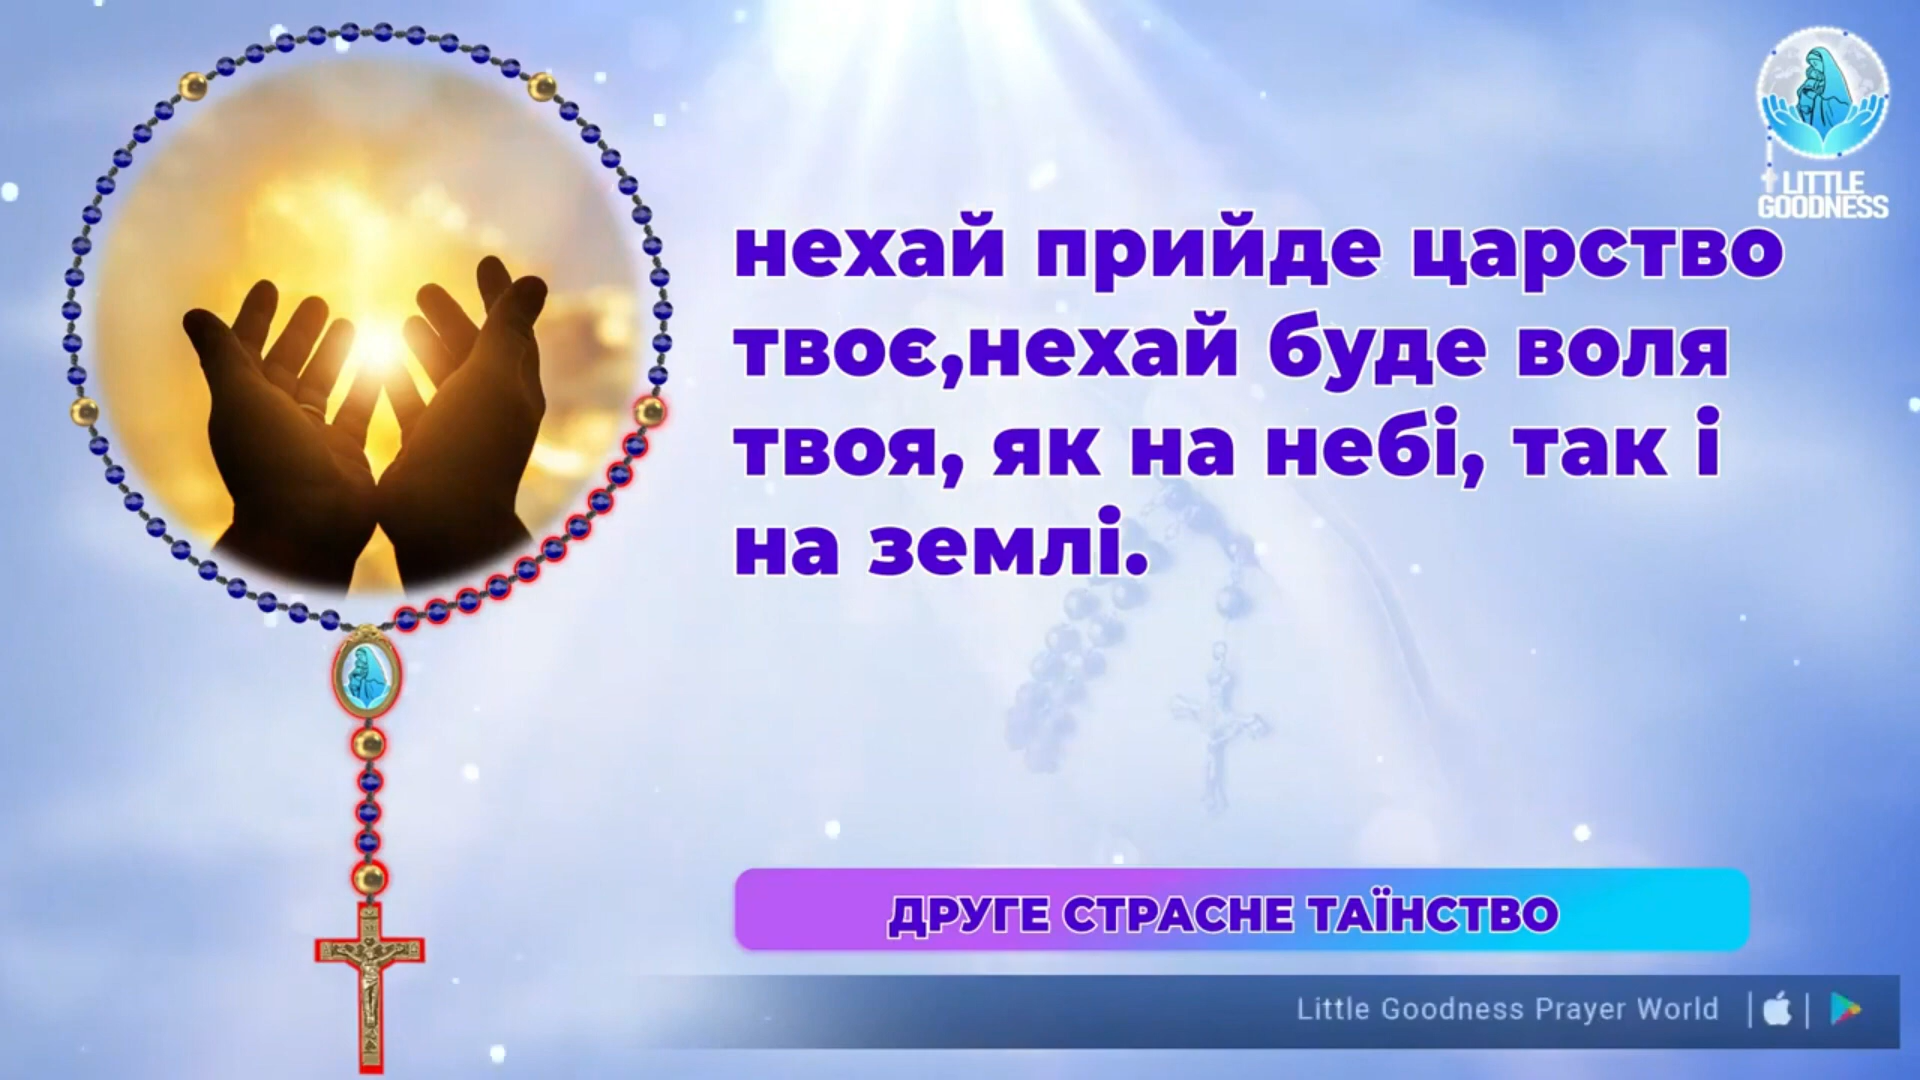 LITTLE
GOODNESS
нехай прийде царство
твоє,нехай буде воля
твоя, як на небі, так і
на землі.
ДРУГЕ СТРАСНЕ ТАЇНСТВО
Little Goodness Prayer World